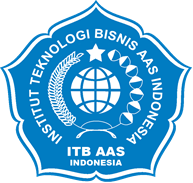 INSTITUT TEKNOLOGI BISNIS AAS INDONESIA
ITB AAS
INDONESIA